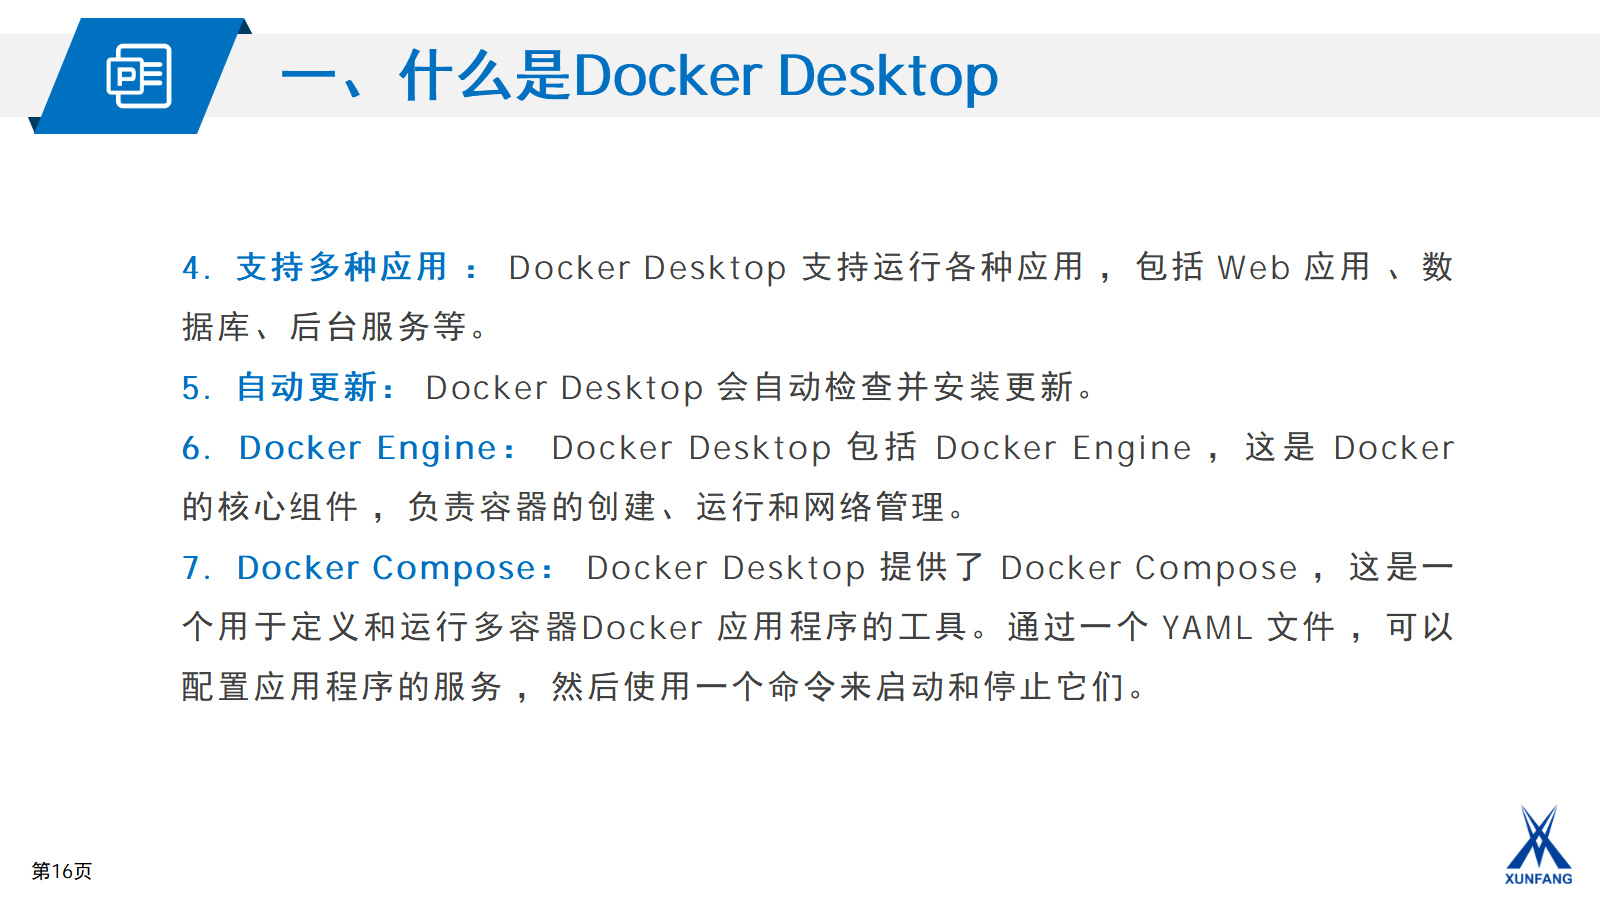 一、什么是Docker Desktop
4. 支持多种应用 ： Docker Desktop 支持运行各种应用 ，包括 Web 应用 、数
据库、后台服务等。
5. 自动更新： Docker Desktop 会自动检查并安装更新。
6. Docker Engine： Docker Desktop 包括 Docker Engine ，这是 Docker
的核心组件 ，负责容器的创建、运行和网络管理。
7. Docker Compose： Docker Desktop 提供了 Docker Compose ，这是一
个用于定义和运行多容器Docker 应用程序的工具。通过一个 YAML 文件 ，可以
配置应用程序的服务 ，然后使用一个命令来启动和停止它们。
第16页
XUNFANG